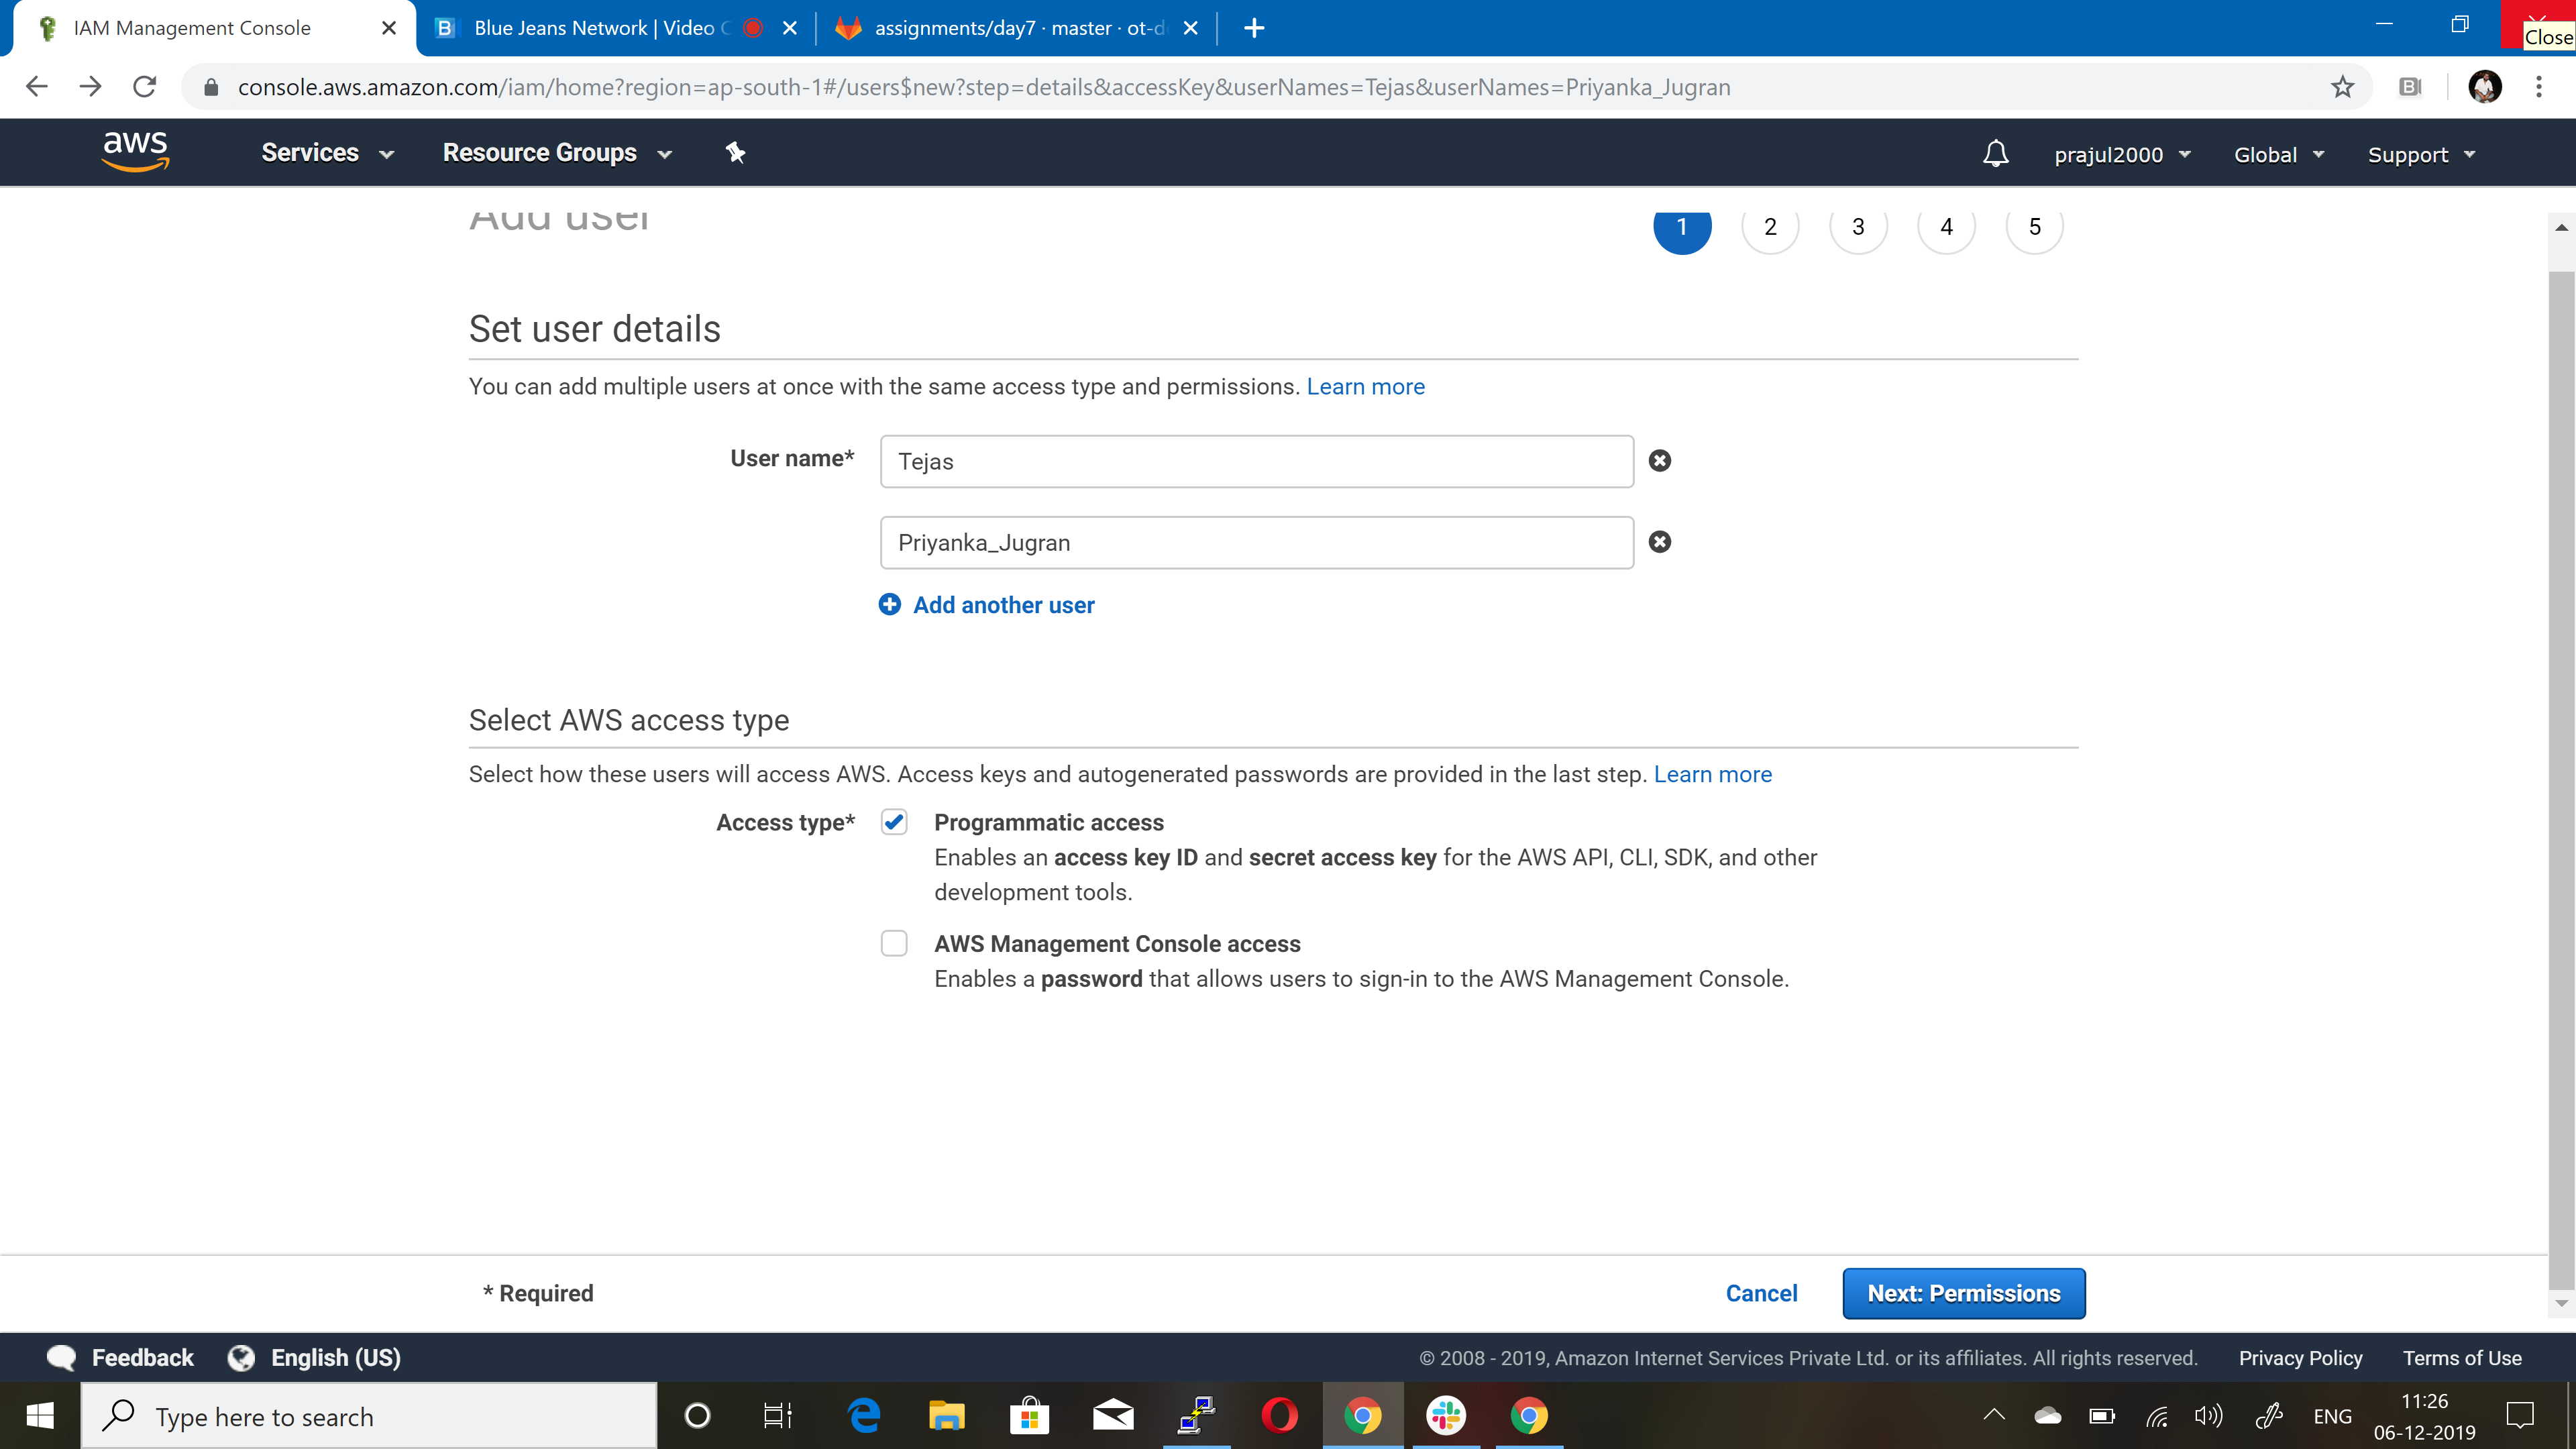 IAM Management Console
Blue Jeans Network | Video C
assignments/day7 · master · ot-d
Close
console.aws.amazon.com/iam/home?region=ap-south-1#/users$new?step=details&accessKey&userNames=Tejas&userNames=Priyanka_Jugran
aws
Services
Resource Groups
prajul2000
Global
Support
Add user
1
2
3
4
5
Set user details
You can add multiple users at once with the same access type and permissions. Learn more
User name*
Tejas
Priyanka_Jugran
Add another user
Select AWS access type
Select how these users will access AWS. Access keys and autogenerated passwords are provided in the last step. Learn more
Access type*
Programmatic access
Enables an access key ID and secret access key for the AWS API, CLI, SDK, and other
development tools.
AWS Management Console access
Enables a password that allows users to sign-in to the AWS Management Console.
* Required
Cancel
Next: Permissions
Feedback
English (US)
© 2008 - 2019, Amazon Internet Services Private Ltd. or its affiliates. All rights reserved.
Privacy Policy
Terms of Use
Type here to search
ENG
11:26
06-12-2019